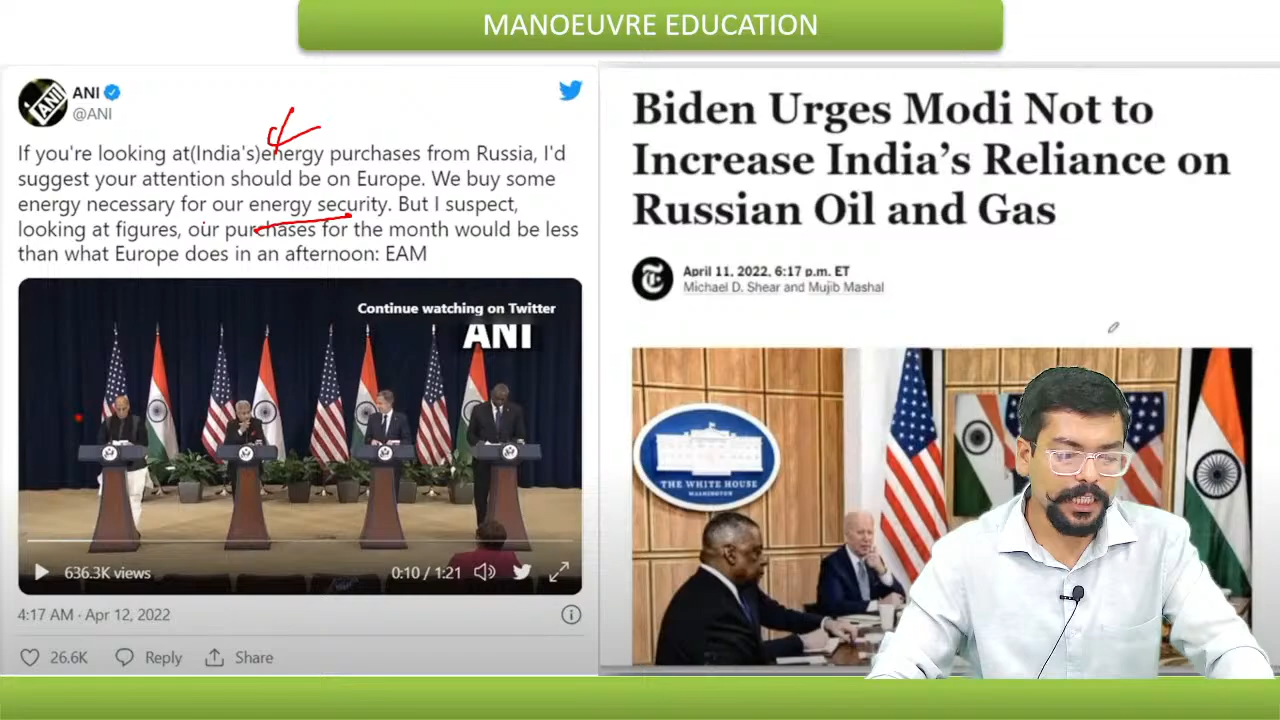 MANOEUVRE EDUCATION
ANI
@ANI
If you're looking at(India's)energy purchases from Russia, I'd
suggest your attention should be on Europe. We buy some
energy necessary for our energy security. But I suspect,
looking at figures, our purchases for the month would be less
than what Europe does in an afternoon: EAM
Continue watching on Twitter
ANI
636.3K views
0:10 / 1:21
4:17 AM · Apr 12, 2022
26.6K
Reply
Share
Biden Urges Modi Not to
Increase India's Reliance on
Russian Oil and Gas
April 11, 2022, 6:17 p.m. ET
Michael D. Shear and Mujib Mashal
THE WHITE HOUSE
WASHINGTON